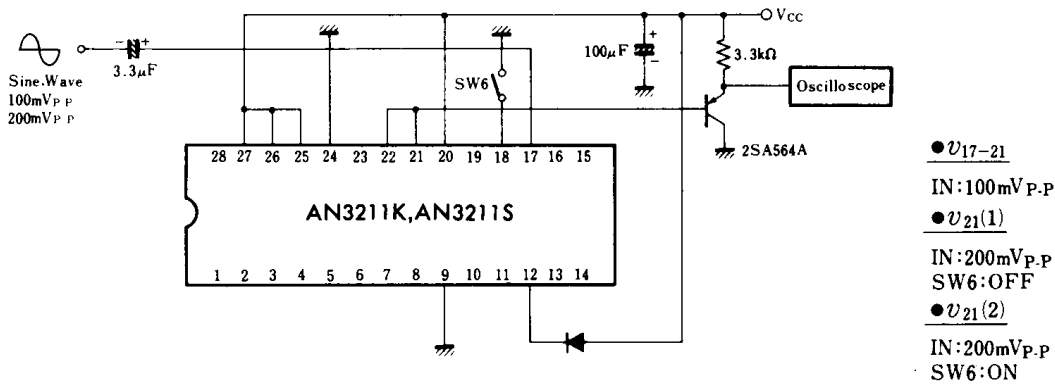 VCC
− +
3.3μF
Sine.Wave
100mVP-P
200mVP-P
100μF
+
−
SW6
3.3kΩ
Oscilloscope
2SA564A
28 27 26 25 24 23 22 21 20 19 18 17 16 15
AN3211K,AN3211S
1 2 3 4 5 6 7 8 9 10 11 12 13 14
●v17-21
IN:100mVP-P
●v21(1)
IN:200mVP-P
SW6:OFF
●v21(2)
IN:200mVP-P
SW6:ON